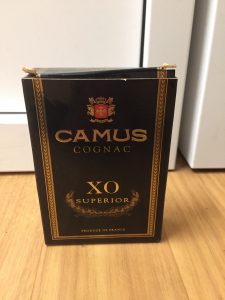 CAMUS
COGNAC
XO
SUPERIOR
PRODUCE OF FRANCE